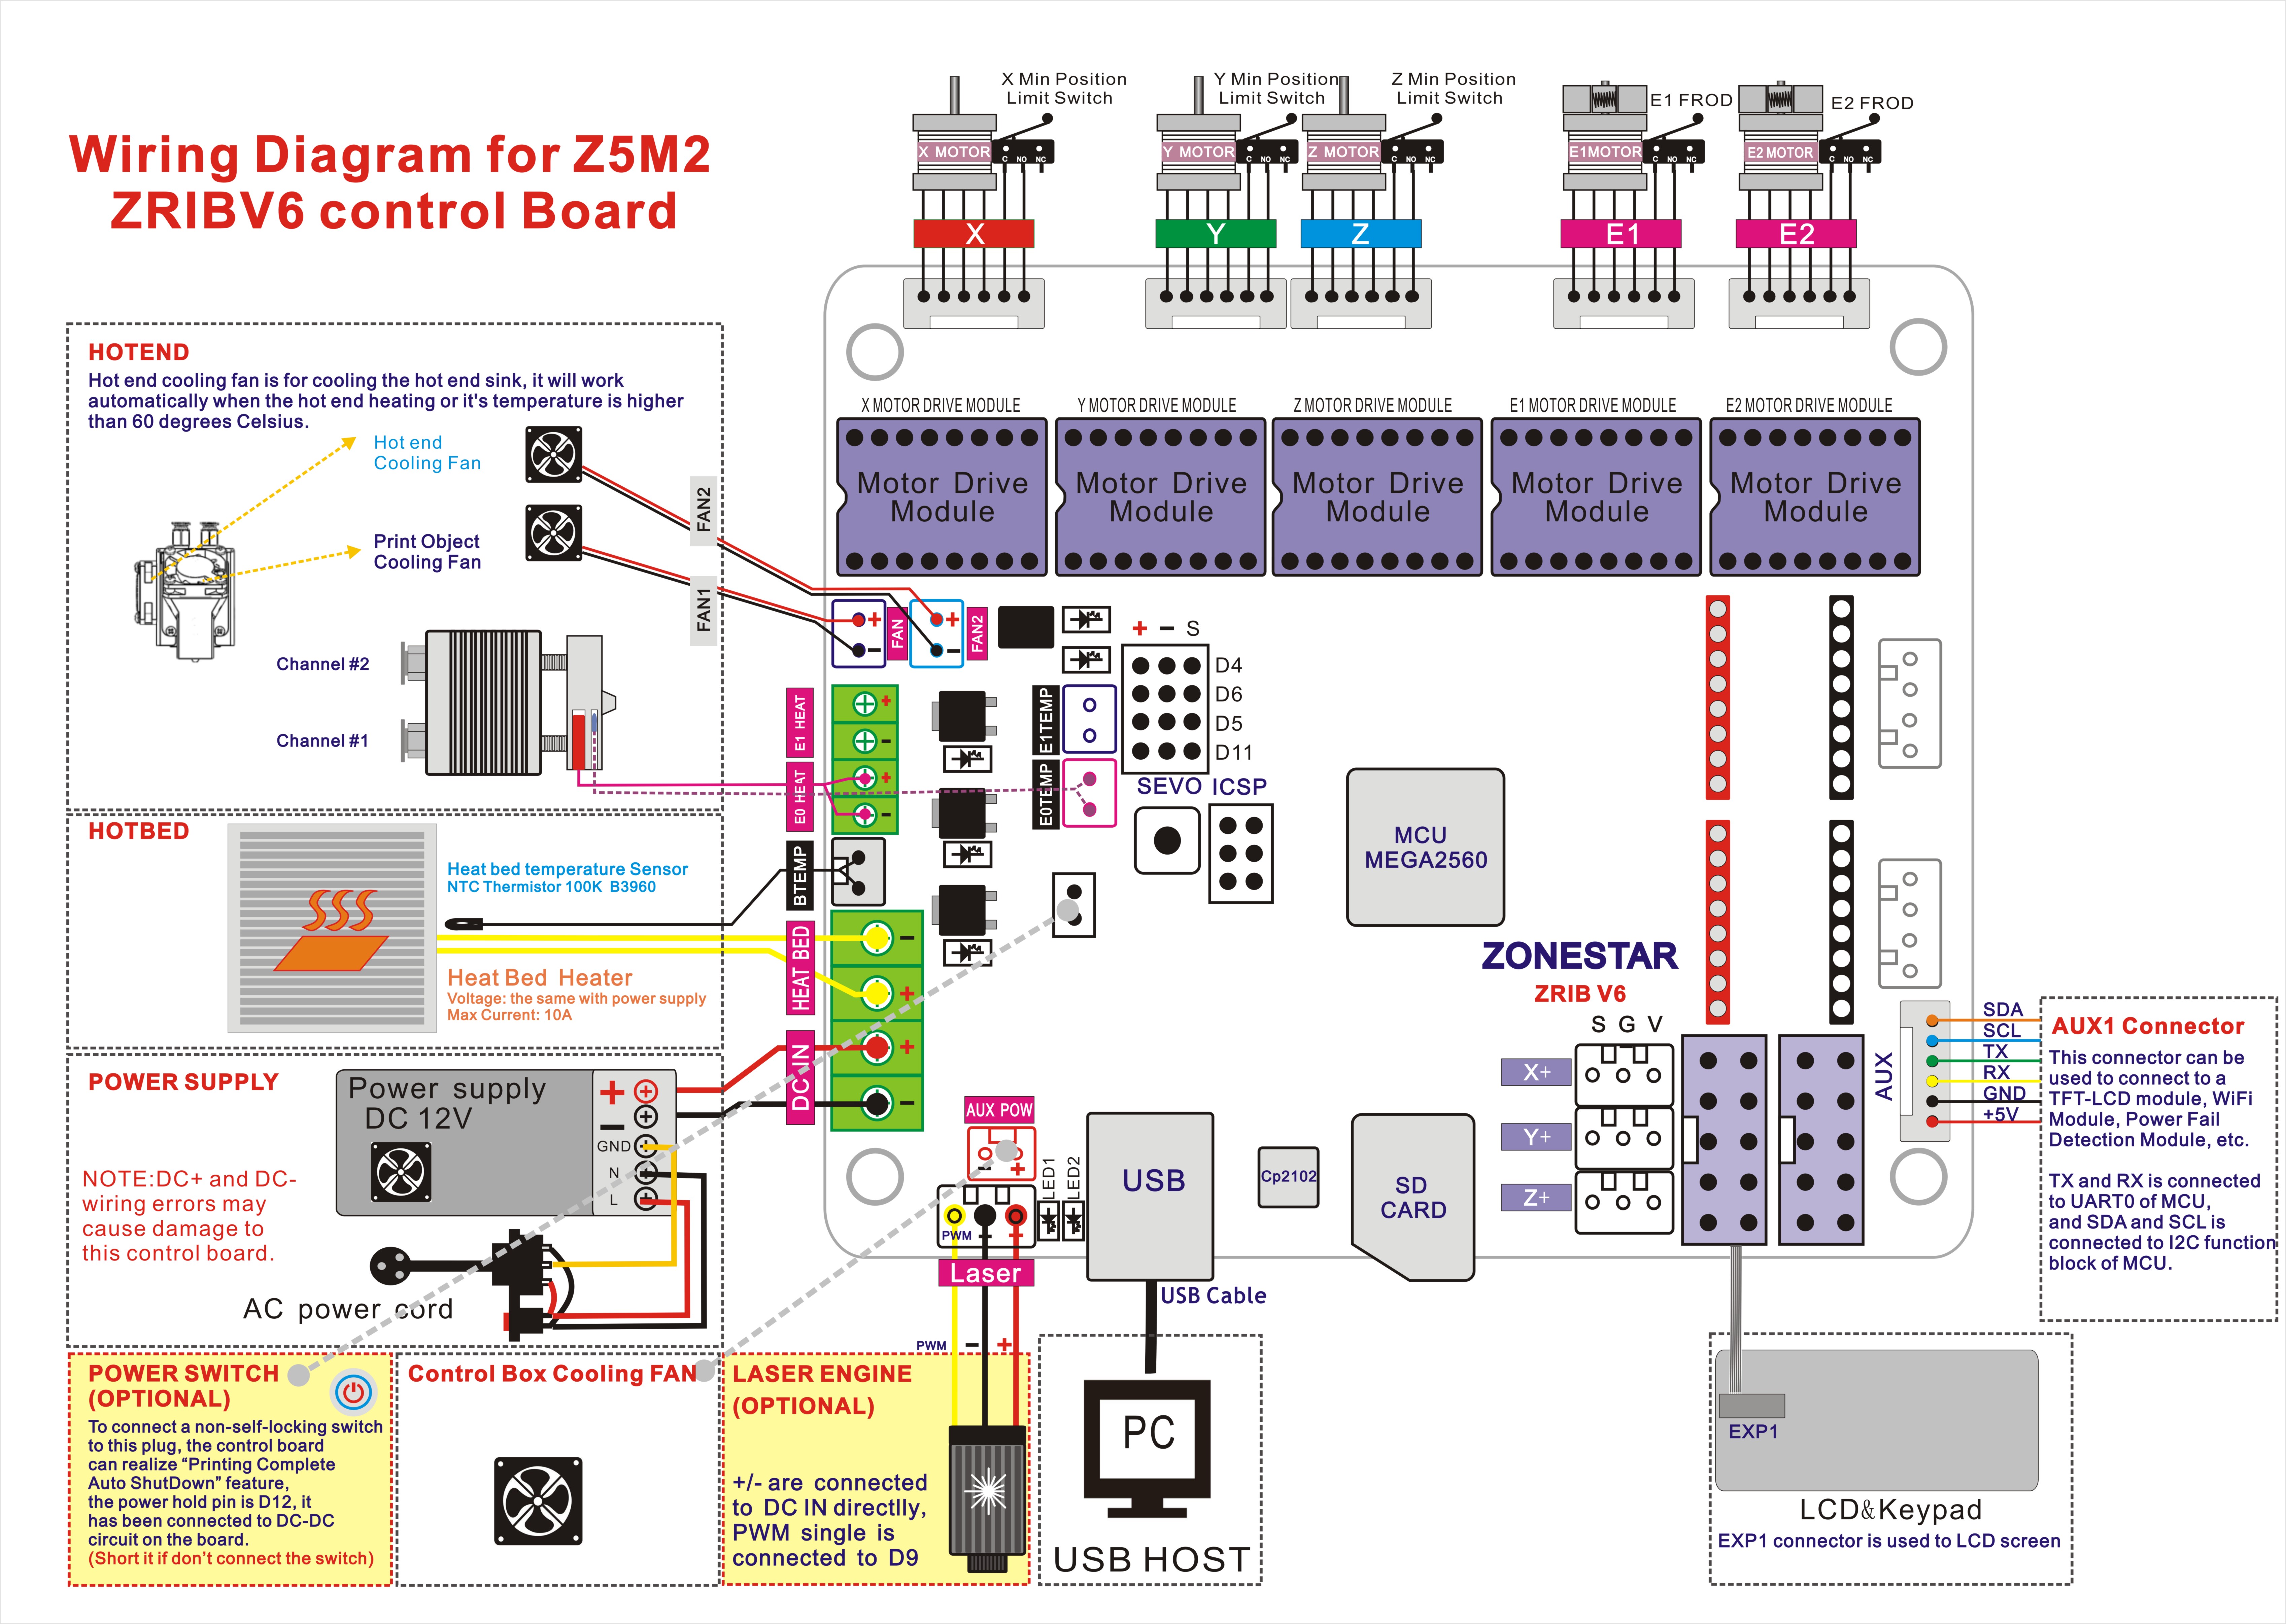 Wiring Diagram for Z5M2
ZRIBV6 control Board
X Min Position
Limit Switch
Y Min Position
Limit Switch
Z Min Position
Limit Switch
E1 FROD
E2 FROD
X MOTOR
C NO NC
Y MOTOR
C NO NC
Z MOTOR
C NO NC
E1MOTOR
C NO NC
E2 MOTOR
C NO NC
X
Y
Z
E1
E2
HOTEND
Hot end cooling fan is for cooling the hot end sink, it will work
automatically when the hot end heating or it's temperature is higher
than 60 degrees Celsius.
Hot end
Cooling Fan
Print Object
Cooling Fan
FAN2
FAN1
Channel #2
Channel #1
X MOTOR DRIVE MODULE
Y MOTOR DRIVE MODULE
Z MOTOR DRIVE MODULE
E1 MOTOR DRIVE MODULE
E2 MOTOR DRIVE MODULE
Motor Drive
Module
Motor Drive
Module
Motor Drive
Module
Motor Drive
Module
Motor Drive
Module
+
−
FAN
+
−
FAN2
+ − S
D4
D6
D5
D11
SEVO ICSP
E1 HEAT
+
−
E0 HEAT
+
−
E1TEMP
E0TEMP
BTEMP
HEAT BED
−
+
DC-IN
+
−
MCU
MEGA2560
ZONESTAR
ZRIB V6
S G V
X+
Y+
Z+
HOTBED
Heat bed temperature Sensor
NTC Thermistor 100K B3960
Heat Bed Heater
Voltage: the same with power supply
Max Current: 10A
POWER SUPPLY
Power supply
DC 12V
+
−
GND
N
L
NOTE:DC+ and DC-
wiring errors may
cause damage to
this control board.
AC power cord
AUX POW
− +
LED1
LED2
PWM − +
Laser
PWM − +
USB
Cp2102
SD
CARD
USB Cable
AUX
SDA
SCL
TX
RX
GND
+5V
AUX1 Connector
This connector can be
used to connect to a
TFT-LCD module, WiFi
Module, Power Fail
Detection Module, etc.
TX and RX is connected
to UART0 of MCU,
and SDA and SCL is
connected to I2C function
block of MCU.
POWER SWITCH
(OPTIONAL)
To connect a non-self-locking switch
to this plug, the control board
can realize “Printing Complete
Auto ShutDown” feature,
the power hold pin is D12, it
has been connected to DC-DC
circuit on the board.
(Short it if don't connect the switch)
Control Box Cooling FAN
LASER ENGINE
(OPTIONAL)
+/- are connected
to DC IN directlly,
PWM single is
connected to D9
PC
USB HOST
EXP1
LCD&Keypad
EXP1 connector is used to LCD screen